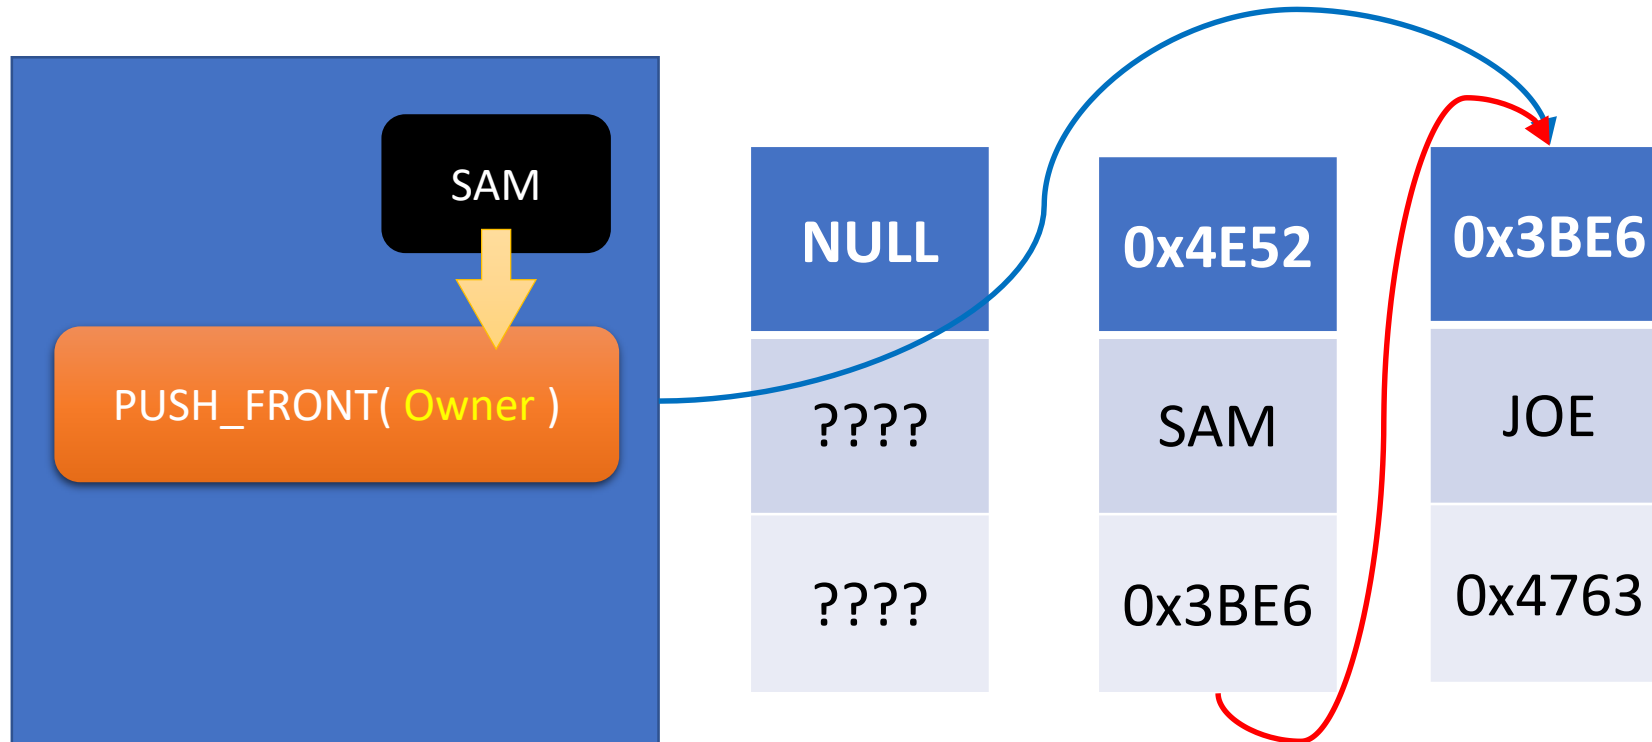 SAM
PUSH_FRONT( Owner )
NULL
????
????
0x4E52
SAM
0x3BE6
0x3BE6
JOE
0x4763